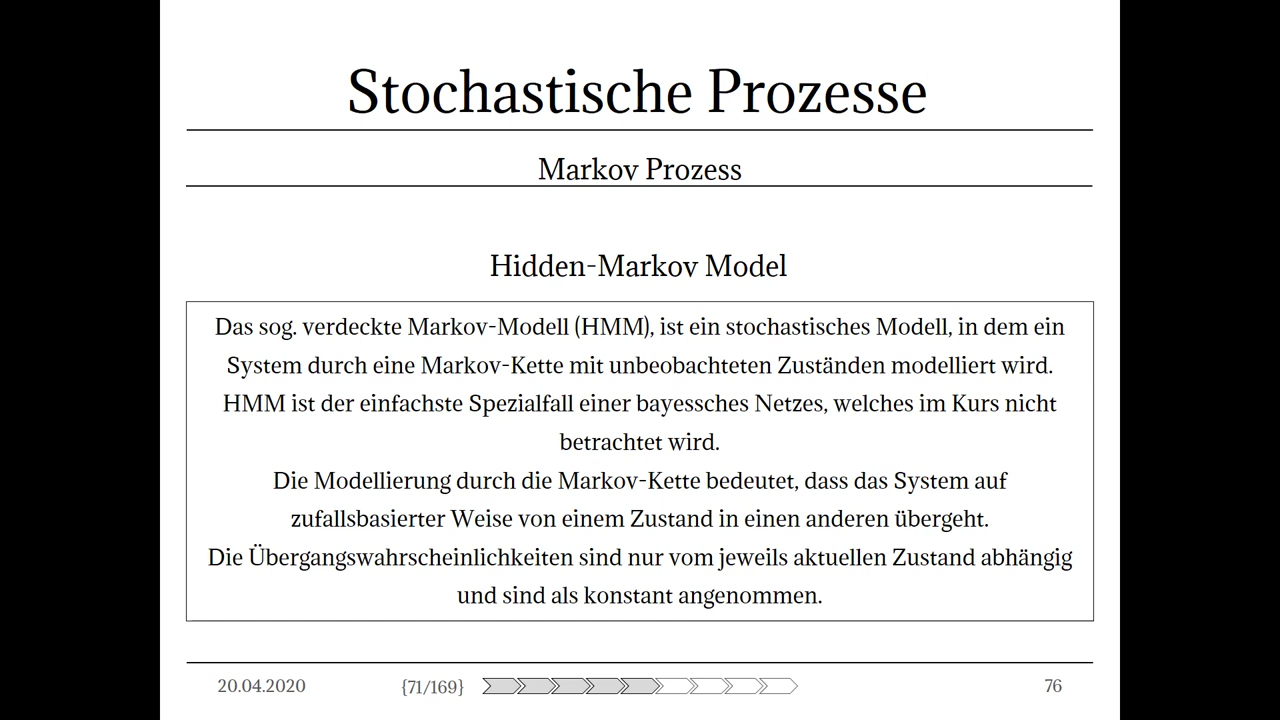 Stochastische Prozesse
Markov Prozess
Hidden-Markov Model
Das sog. verdeckte Markov-Modell (HMM), ist ein stochastisches Modell, in dem ein
System durch eine Markov-Kette mit unbeobachteten Zuständen modelliert wird.
HMM ist der einfachste Spezialfall einer bayessches Netzes, welches im Kurs nicht
betrachtet wird.
Die Modellierung durch die Markov-Kette bedeutet, dass das System auf
zufallsbasierter Weise von einem Zustand in einen anderen übergeht.
Die Übergangswahrscheinlichkeiten sind nur vom jeweils aktuellen Zustand abhängig
und sind als konstant angenommen.
20.04.2020 {71/169} 76